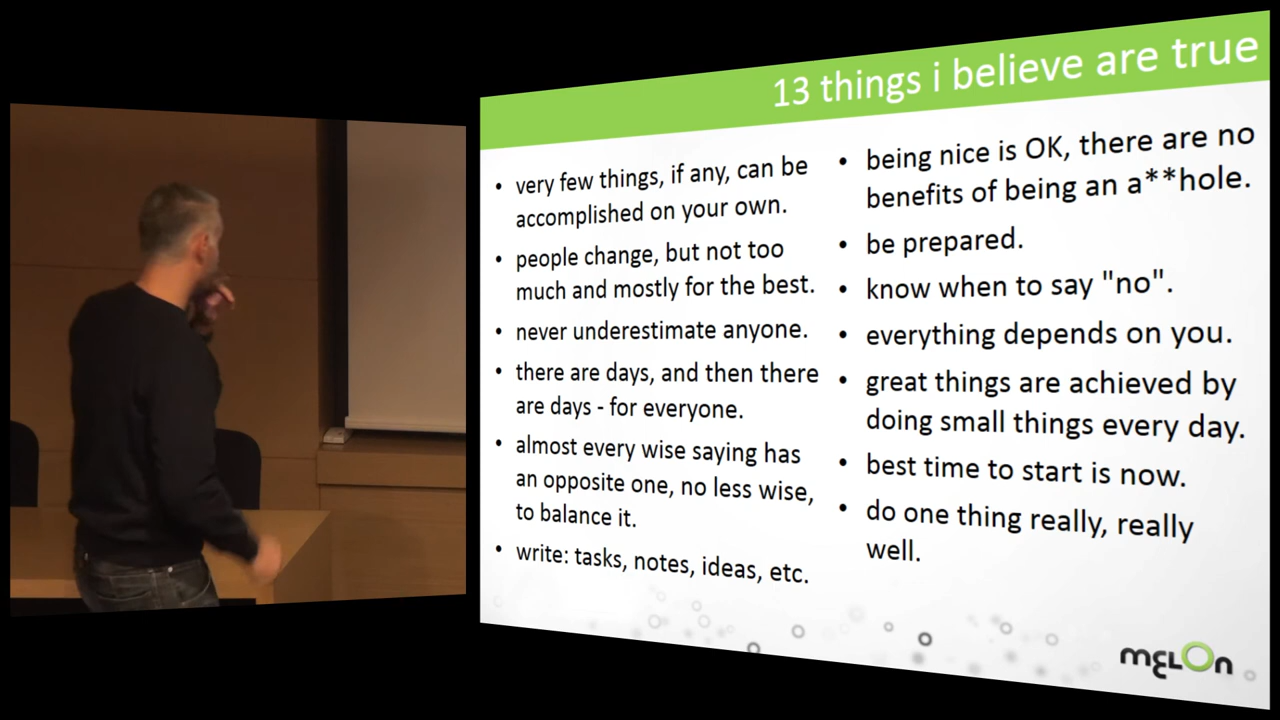 13 things i believe are true
• very few things, if any, can be
accomplished on your own.
• people change, but not too
much and mostly for the best.
• never underestimate anyone.
• there are days, and then there
are days - for everyone.
• almost every wise saying has
an opposite one, no less wise,
to balance it.
• write: tasks, notes, ideas, etc.
• being nice is OK, there are no
benefits of being an a**hole.
• be prepared.
• know when to say "no".
• everything depends on you.
• great things are achieved by
doing small things every day.
• best time to start is now.
• do one thing really, really
well.
melon